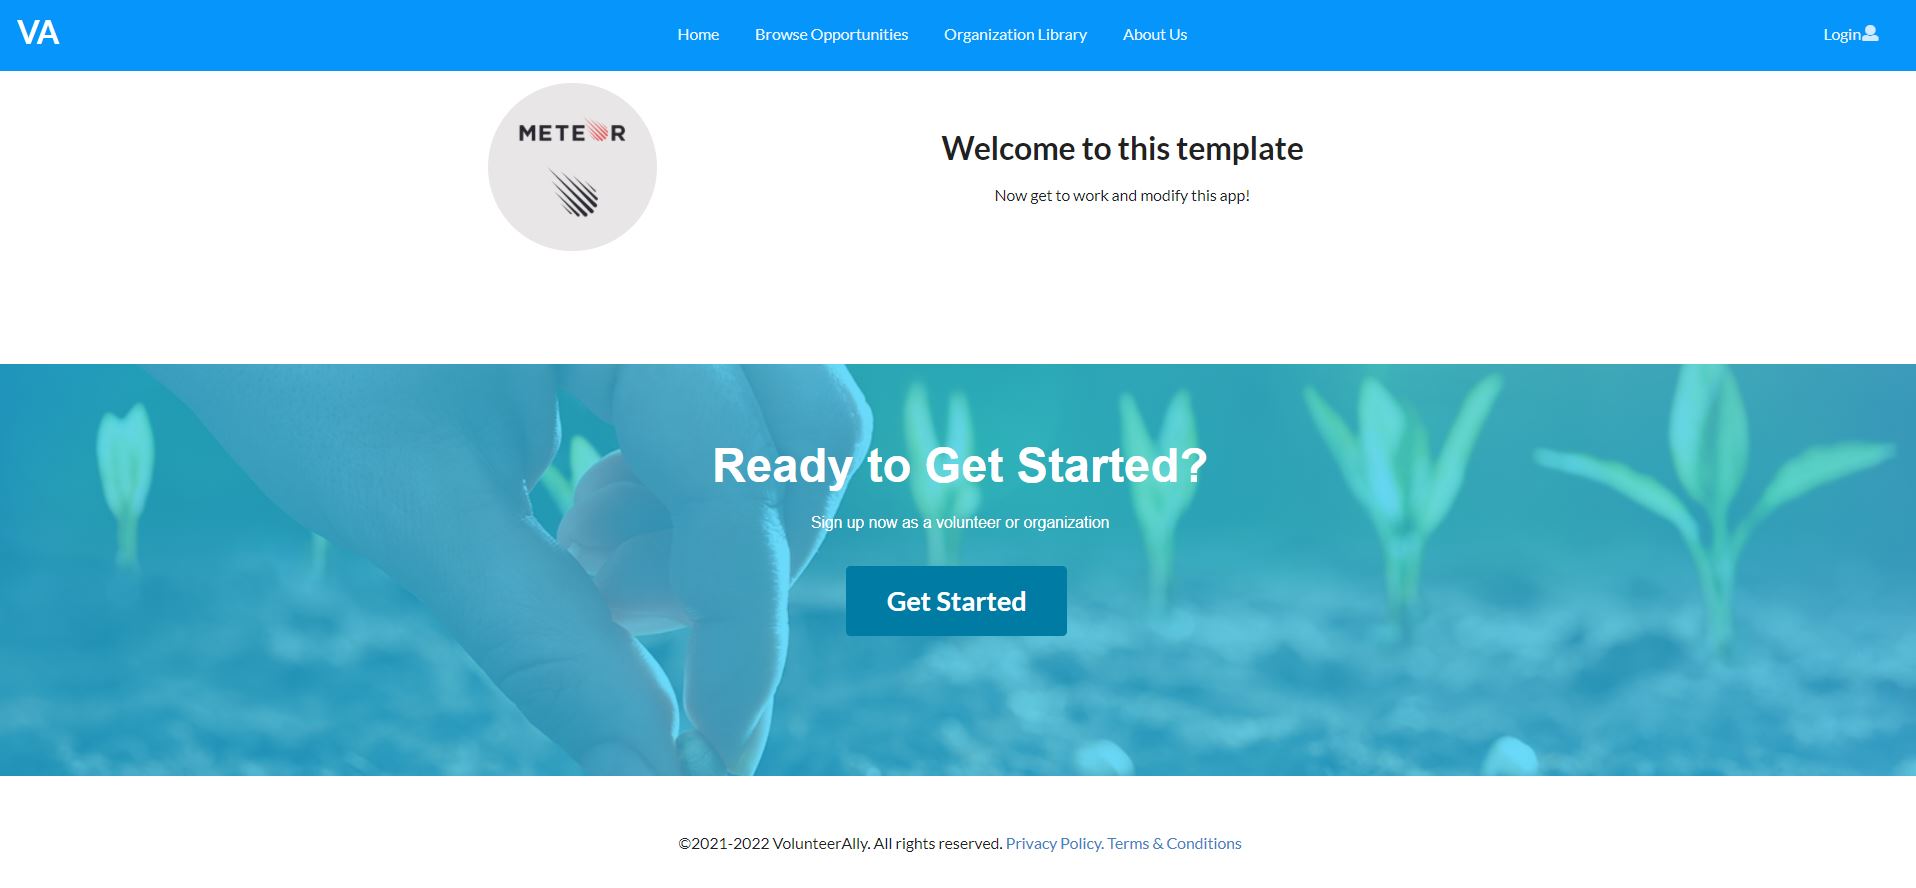 VA
Home Browse Opportunities Organization Library About Us Login
METEOR
Welcome to this template
Now get to work and modify this app!
Ready to Get Started?
Sign up now as a volunteer or organization
Get Started
©2021-2022 VolunteerAlly. All rights reserved. Privacy Policy. Terms & Conditions